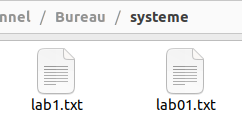 nnel / Bureau / systeme
lab1.txt lab01.txt